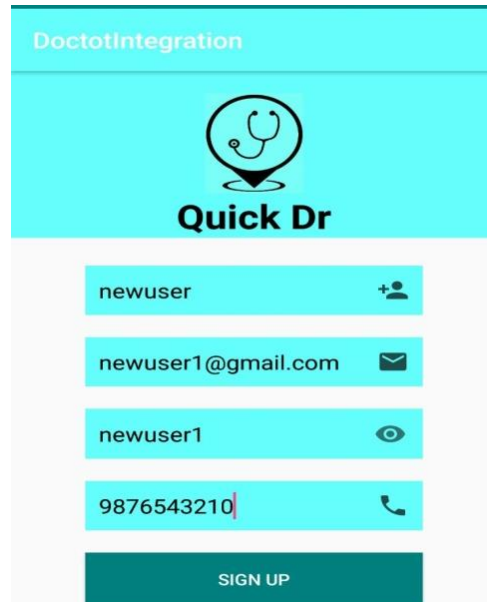 DoctotIntegration
Quick Dr
newuser
newuser1@gmail.com
newuser1
9876543210
SIGN UP